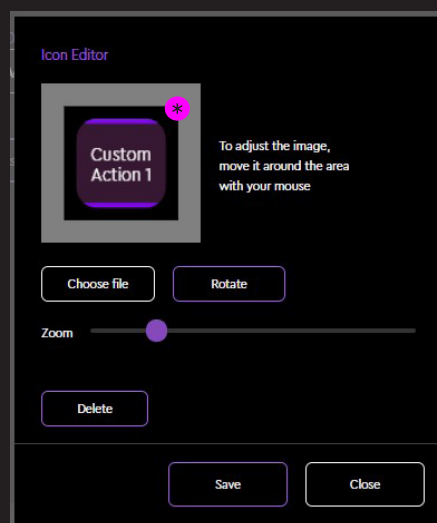 Icon Editor
*
Custom
Action 1
To adjust the image,
move it around the area
with your mouse
Choose file
Rotate
Zoom
Delete
Save
Close